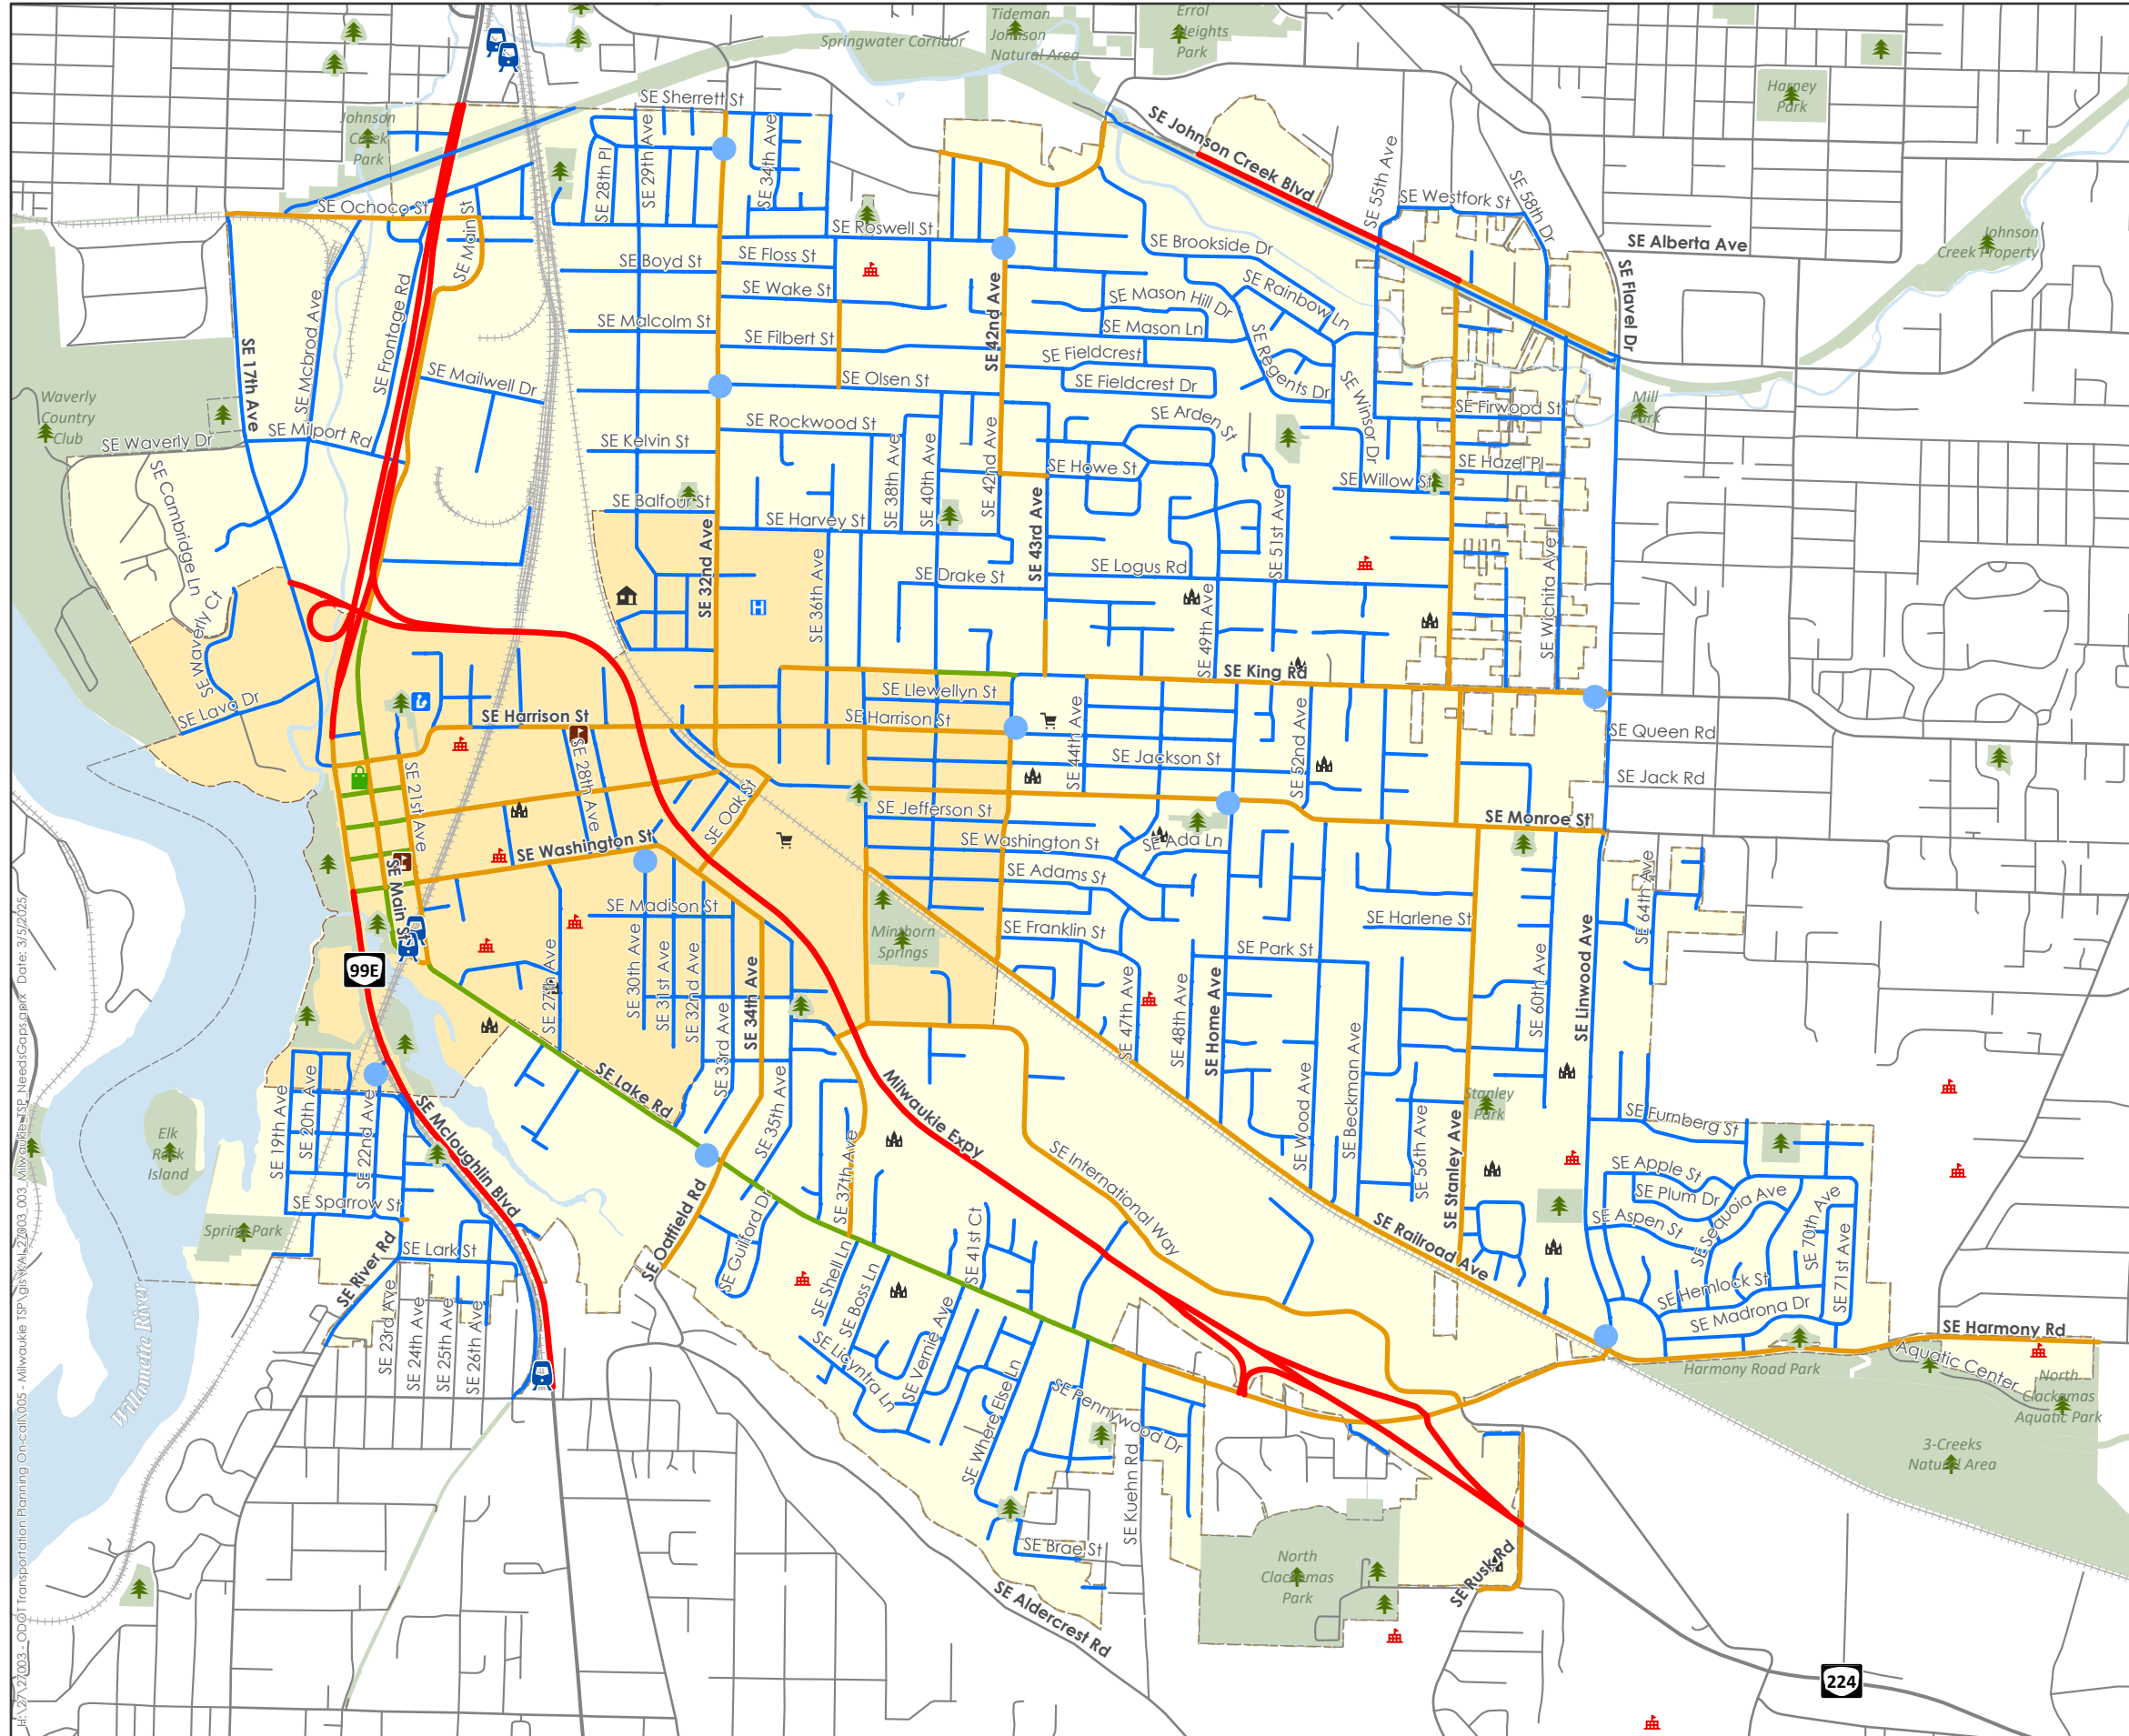 Springwater Corridor
Tideman
Johnson
Natural Area
Errol
Heights
Park
Harney
Park
SE Sherrett St
Johnson
Creek
Park
SE Johnson Creek Blvd
SE 28th Pl
SE 29th Ave
SE 34th Ave
SE 55th Ave
SE Westfork St
SE 58th Dr
SE Ochoco St
SE Main St
SE Roswell St
SE Brookside Dr
SE Alberta Ave
Johnson
Creek Property
SE Boyd St
SE Floss St
SE Wake St
SE Flavel Dr
SE Rainbow Ln
SE Mason Hill Dr
SE Mason Ln
SE 42nd Ave
SE Mcbrod Ave
SE Frontage Rd
SE Malcolm St
SE Filbert St
SE Fieldcrest
SE Fieldcrest Dr
SE Regents Dr
SE 17th Ave
SE Mailwell Dr
SE Olsen St
SE Winsor Dr
SE Firwood St
Mill
Park
Waverly
Country
Club
SE Waverly Dr
SE Milport Rd
SE Rockwood St
SE Arden St
SE Kelvin St
SE 38th Ave
SE 40th Ave
SE 42nd Ave
SE Howe St
SE Hazel Pl
SE Willow St
SE Cambridge Ln
SE Balfour St
SE Harvey St
SE 43rd Ave
SE 51st Ave
SE 32nd Ave
SE 36th Ave
SE Drake St
SE Logus Rd
SE Wichita Ave
SE Waverly Ct
H
SE 49th Ave
SE King Rd
SE Lava Dr
SE Llewellyn St
SE Harrison St
SE Harrison St
SE 44th Ave
SE 52nd Ave
SE Queen Rd
SE Jackson St
SE Jack Rd
SE 21st Ave
SE 28th Ave
SE Oak St
SE Jefferson St
SE Monroe St
SE Washington St
SE Washington St
SE Ada Ln
SE Main St
SE Adams St
SE 64th Ave
SE Madison St
Minthorn
Springs
SE Franklin St
SE Harlene St
SE Park St
99E
SE 27th Ave
SE 30th Ave
SE 31st Ave
SE 32nd Ave
SE 33rd Ave
SE 34th Ave
SE 35th Ave
SE 47th Ave
SE 48th Ave
SE Home Ave
SE Wood Ave
SE Beckman Ave
SE 56th Ave
SE Stanley Ave
SE 60th Ave
SE Linwood Ave
SE Lake Rd
Milwaukie Expy
Stanley
Park
SE Furnberg St
Elk
Rock
Island
SE 19th Ave
SE 20th Ave
SE 22nd Ave
SE Mcloughlin Blvd
SE 37th Ave
SE International Way
SE Apple St
SE Plum Dr
SE Aspen St
SE Sequoia Ave
SE 70th Ave
SE 71st Ave
SE Sparrow St
Spring Park
SE River Rd
SE Lark St
SE Oatfield Rd
SE Guilford Dr
SE 41st Ct
SE Railroad Ave
SE Hemlock St
SE Madrona Dr
SE Harmony Rd
SE Shell Ln
SE Boss Ln
SE Vernie Ave
SE Licyntra Ln
SE Where Else Ln
SE 23rd Ave
SE 24th Ave
SE 25th Ave
SE 26th Ave
Willamette River
Harmony Road Park
Aquatic Center
North
Clackamas
Aquatic Park
SE Pennywood Dr
SE Kuehn Rd
3-Creeks
Natural Area
SE Brae St
SE Aldercrest Rd
North
Clackamas
Park
SE Rusk Rd
224
H:\27\27003 - ODOT Transportation Planning On-call\005 - Milwaukie TSP\gis\KAI_27003_003_Milwaukie_TSP_NeedsGaps.aprx Date: 3/5/2025